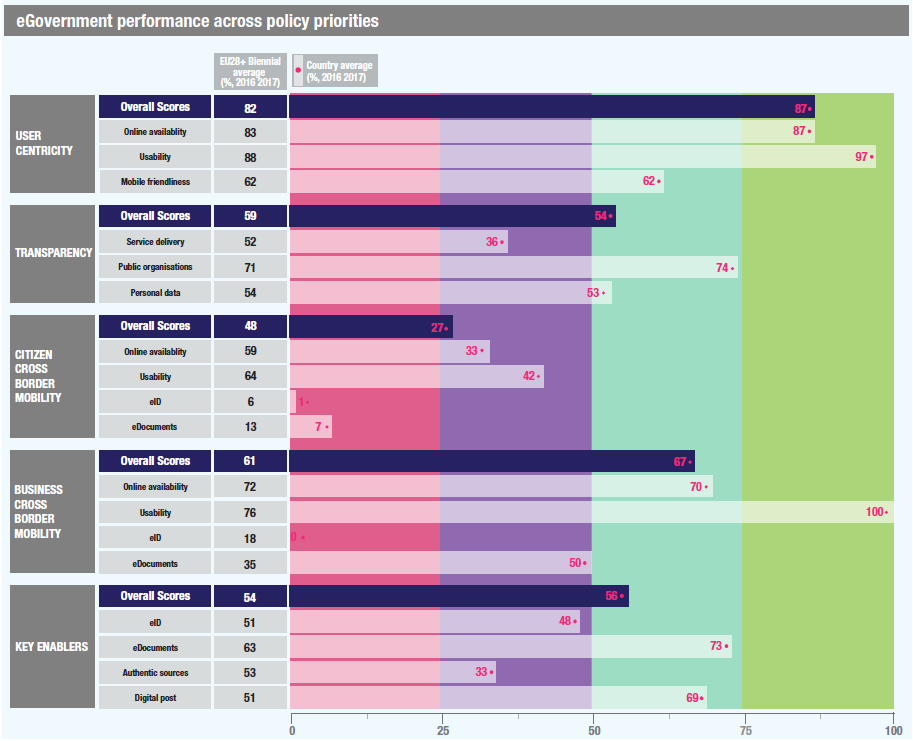 eGovernment performance across policy priorities
EU28+ Biennial
average
(%, 2016 2017)
Country average
(%, 2016 2017)
USER
CENTRICITY
Overall Scores 82 87
Online availablity 83 87
Usability 88 97
Mobile friendliness 62 62
TRANSPARENCY
Overall Scores 59 54
Service delivery 52 36
Public organisations 71 74
Personal data 54 53
CITIZEN
CROSS
BORDER
MOBILITY
Overall Scores 48 27
Online availablity 59 33
Usability 64 42
eID 6 1
eDocuments 13 7
BUSINESS
CROSS
BORDER
MOBILITY
Overall Scores 61 67
Online availability 72 70
Usability 76 100
eID 18 0
eDocuments 35 50
KEY ENABLERS
Overall Scores 54 56
eID 51 48
eDocuments 63 73
Authentic sources 53 33
Digital post 51 69
0 25 50 75 100